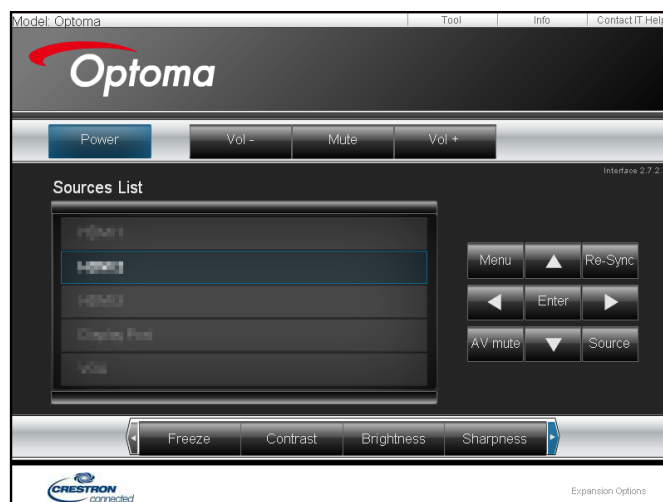 Model: Optoma
Tool
Info
Contact IT Help
Optoma
Power
Vol -
Mute
Vol +
Interface 2.7.2.
Sources List
Menu
Re-Sync
Enter
AV mute
Source
Freeze
Contrast
Brightness
Sharpness
CRESTRON
connected
Expansion Options